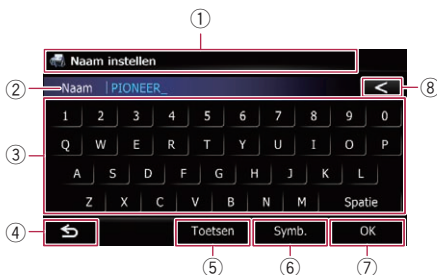 ①
Naam instellen
② Naam PIONEER_ < ⑧
1 2 3 4 5 6 7 8 9 0
③ Q W E R T Y U I O P
A S D F G H J K L
Z X C V B N M Spatie
④ Toetsen Symb. OK
⑤ ⑥ ⑦